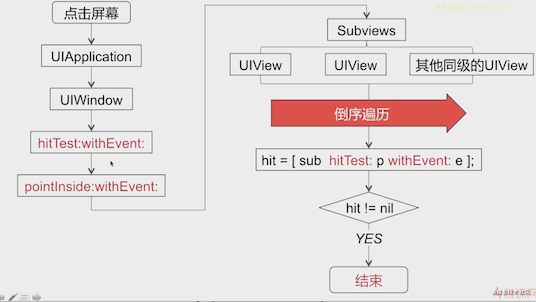 点击屏幕
UIApplication
UIWindow
hitTest:withEvent:
pointInside:withEvent:
Subviews
UIView
UIView
其他同级的UIView
倒序遍历
hit = [ sub hitTest: p withEvent: e ];
hit != nil
YES
结束